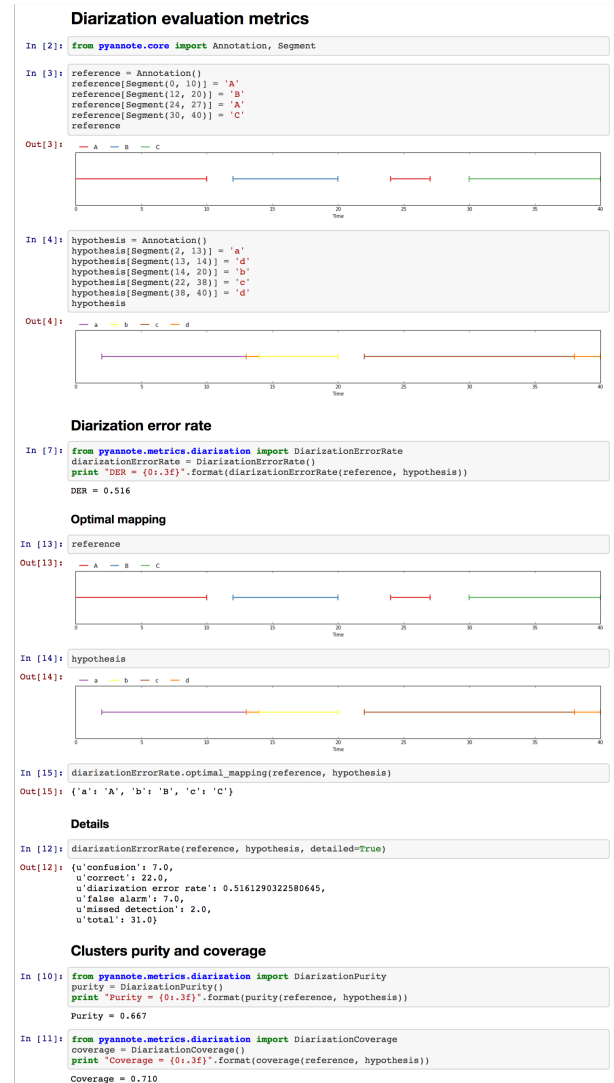 Diarization evaluation metrics
In [2]: from pyannote.core import Annotation, Segment
In [3]: reference = Annotation()
reference[Segment(0, 10)] = 'A'
reference[Segment(12, 20)] = 'B'
reference[Segment(24, 27)] = 'A'
reference[Segment(30, 40)] = 'C'
reference
Out[3]: A B C
0 5 10 15 20 25 30 35 40
Time
In [4]: hypothesis = Annotation()
hypothesis[Segment(2, 13)] = 'a'
hypothesis[Segment(13, 14)] = 'd'
hypothesis[Segment(14, 20)] = 'b'
hypothesis[Segment(22, 38)] = 'c'
hypothesis[Segment(38, 40)] = 'd'
hypothesis
Out[4]: a b c d
0 5 10 15 20 25 30 35 40
Time
Diarization error rate
In [7]: from pyannote.metrics.diarization import DiarizationErrorRate
diarizationErrorRate = DiarizationErrorRate()
print "DER = {0:.3f}".format(diarizationErrorRate(reference, hypothesis))
DER = 0.516
Optimal mapping
In [13]: reference
Out[13]: A B C
0 5 10 15 20 25 30 35 40
Time
In [14]: hypothesis
Out[14]: a b c d
0 5 10 15 20 25 30 35 40
Time
In [15]: diarizationErrorRate.optimal_mapping(reference, hypothesis)
Out[15]: {'a': 'A', 'b': 'B', 'c': 'C'}
Details
In [12]: diarizationErrorRate(reference, hypothesis, detailed=True)
Out[12]: {u'confusion': 7.0,
u'correct': 22.0,
u'diarization error rate': 0.5161290322580645,
u'false alarm': 7.0,
u'missed detection': 2.0,
u'total': 31.0}
Clusters purity and coverage
In [10]: from pyannote.metrics.diarization import DiarizationPurity
purity = DiarizationPurity()
print "Purity = {0:.3f}".format(purity(reference, hypothesis))
Purity = 0.667
In [11]: from pyannote.metrics.diarization import DiarizationCoverage
coverage = DiarizationCoverage()
print "Coverage = {0:.3f}".format(coverage(reference, hypothesis))
Coverage = 0.710